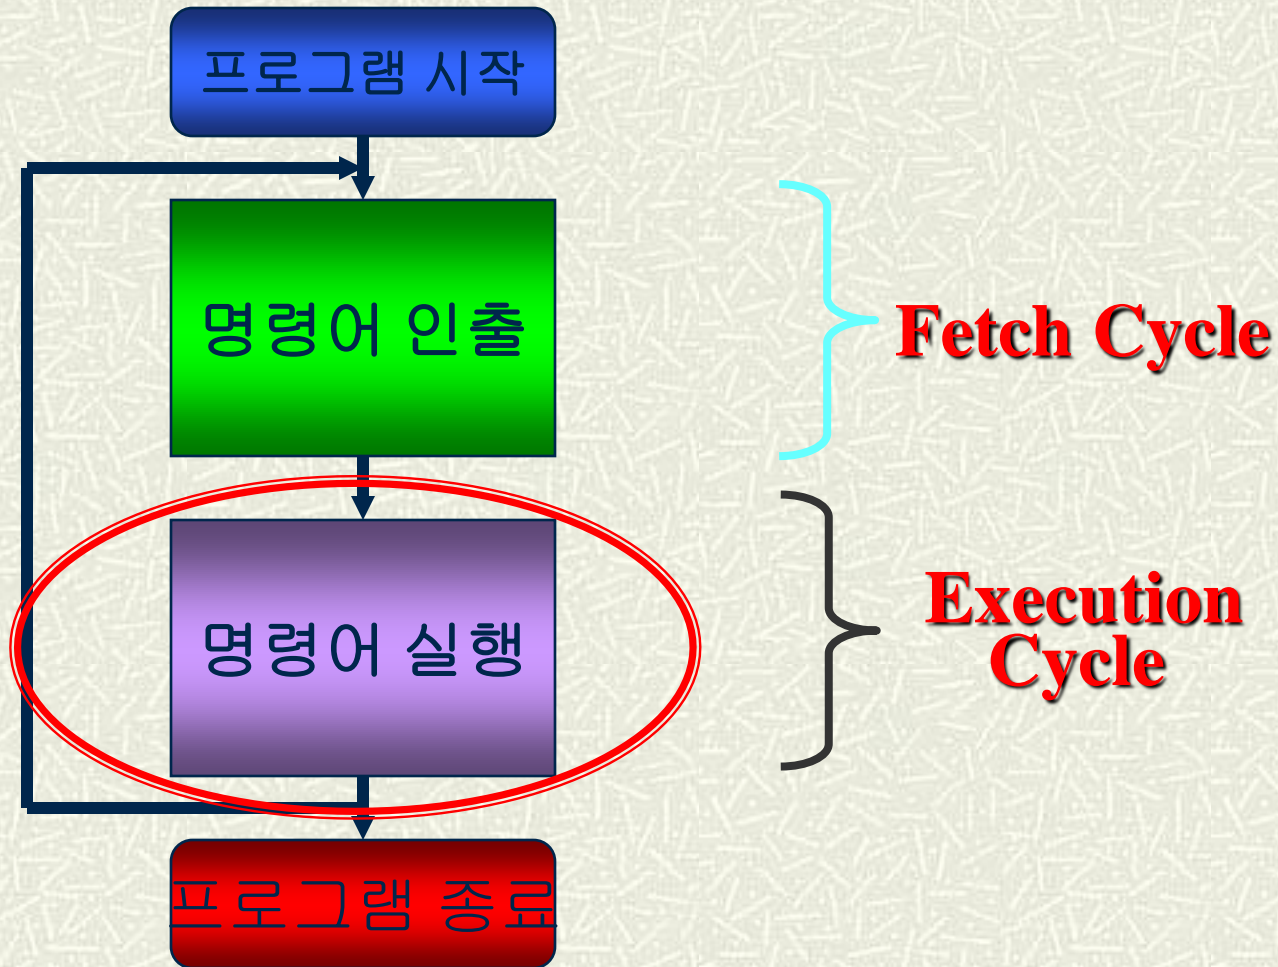 프로그램 시작
명령어 인출
Fetch Cycle
명령어 실행
Execution
Cycle
프로그램 종료